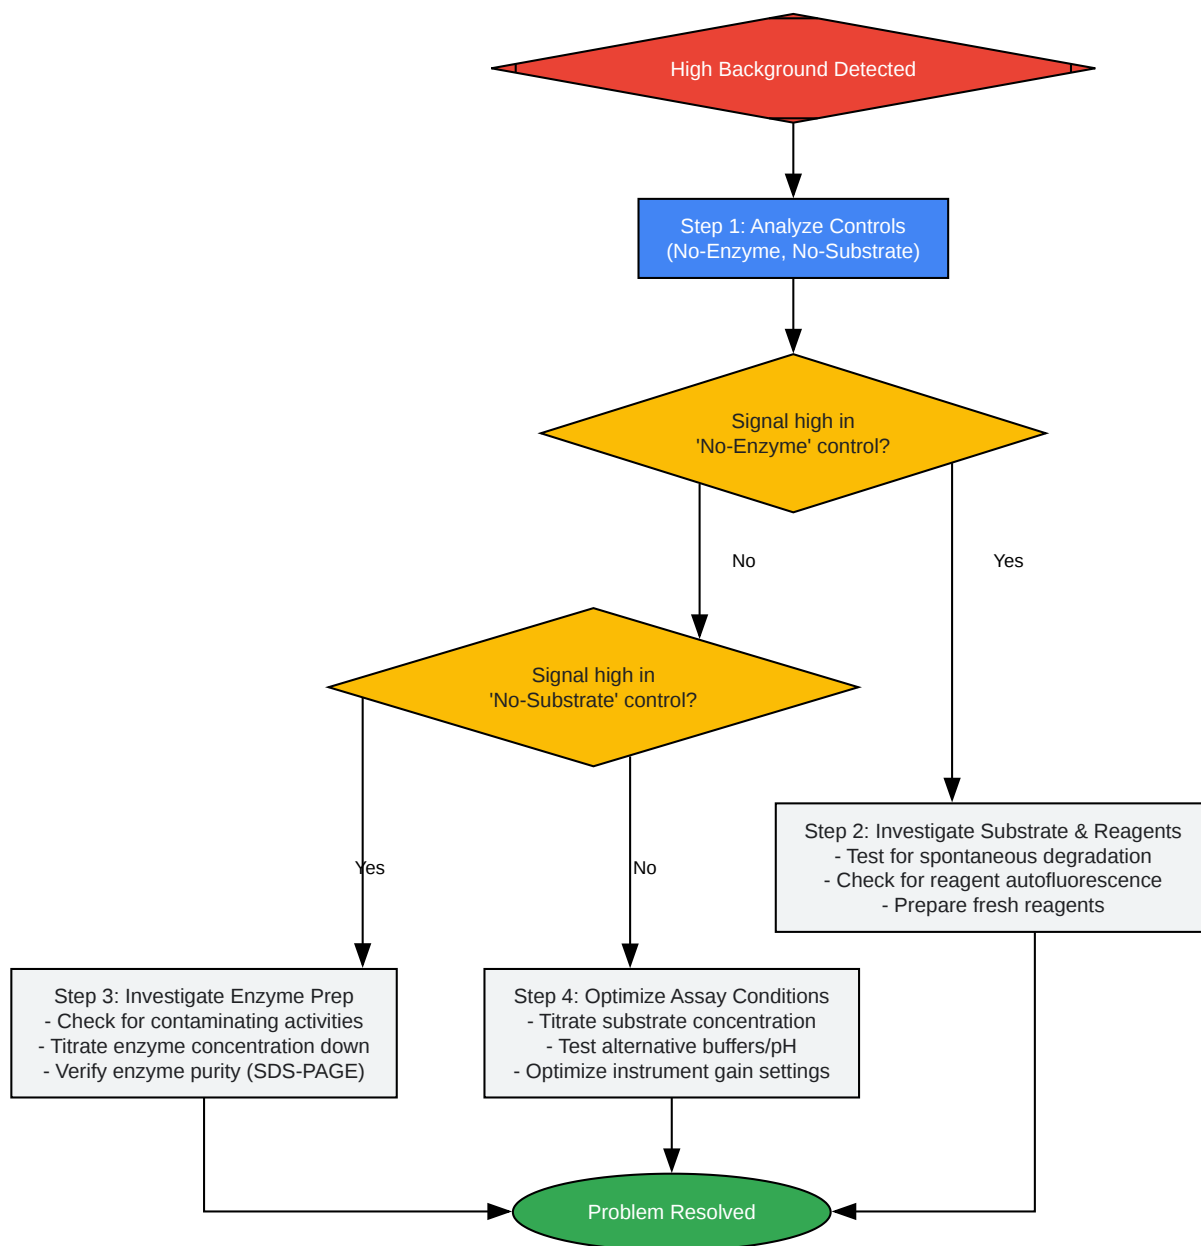 High Background Detected
Step 1: Analyze Controls
(No-Enzyme, No-Substrate)
Signal high in
'No-Enzyme' control?
No
Yes
Signal high in
'No-Substrate' control?
Yes
No
Step 2: Investigate Substrate & Reagents
- Test for spontaneous degradation
- Check for reagent autofluorescence
- Prepare fresh reagents
Step 3: Investigate Enzyme Prep
- Check for contaminating activities
- Titrate enzyme concentration down
- Verify enzyme purity (SDS-PAGE)
Step 4: Optimize Assay Conditions
- Titrate substrate concentration
- Test alternative buffers/pH
- Optimize instrument gain settings
Problem Resolved